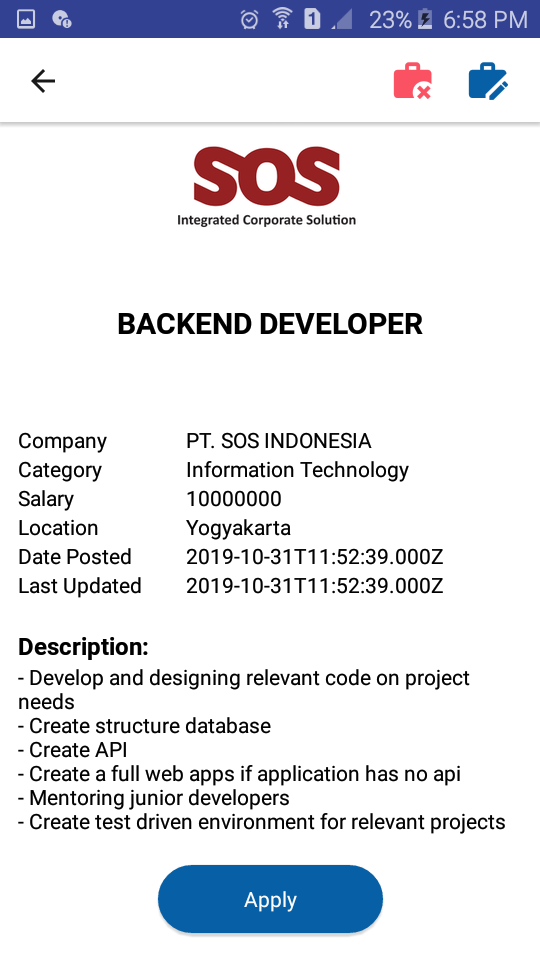 1 23% 6:58 PM
SOS
Integrated Corporate Solution
BACKEND DEVELOPER
Company PT. SOS INDONESIA
Category Information Technology
Salary 10000000
Location Yogyakarta
Date Posted 2019-10-31T11:52:39.000Z
Last Updated 2019-10-31T11:52:39.000Z
Description:
- Develop and designing relevant code on project
needs
- Create structure database
- Create API
- Create a full web apps if application has no api
- Mentoring junior developers
- Create test driven environment for relevant projects
Apply